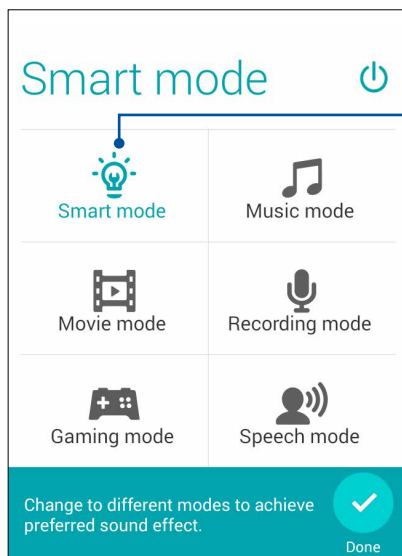 Smart mode
Smart mode
Music mode
Movie mode
Recording mode
Gaming mode
Speech mode
Change to different modes to achieve
preferred sound effect.
Done